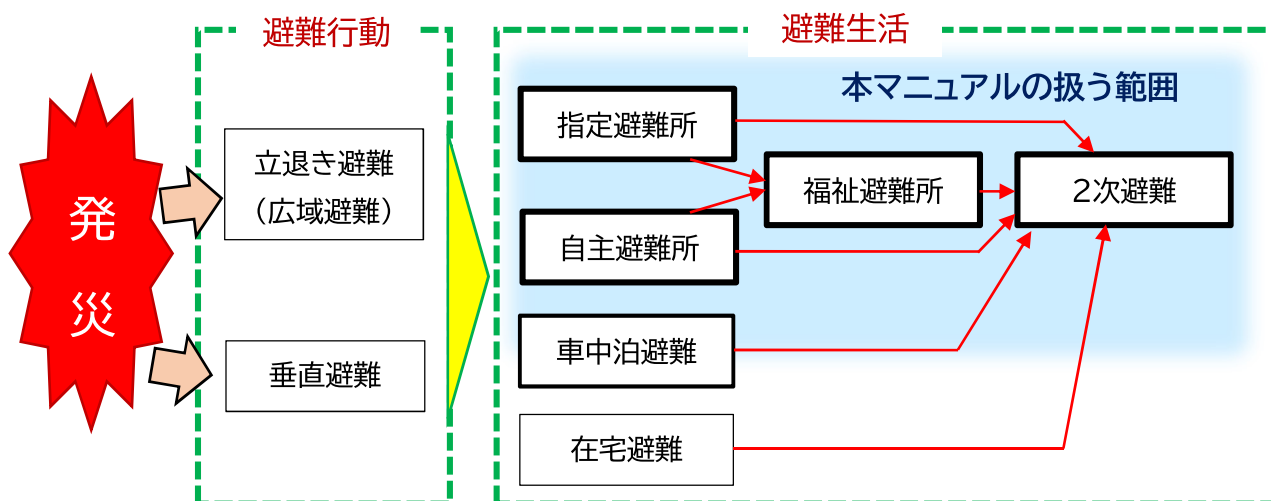 発
災
避難行動
立退き避難
（広域避難）
垂直避難
避難生活
本マニュアルの扱う範囲
指定避難所
福祉避難所
２次避難
自主避難所
車中泊避難
在宅避難